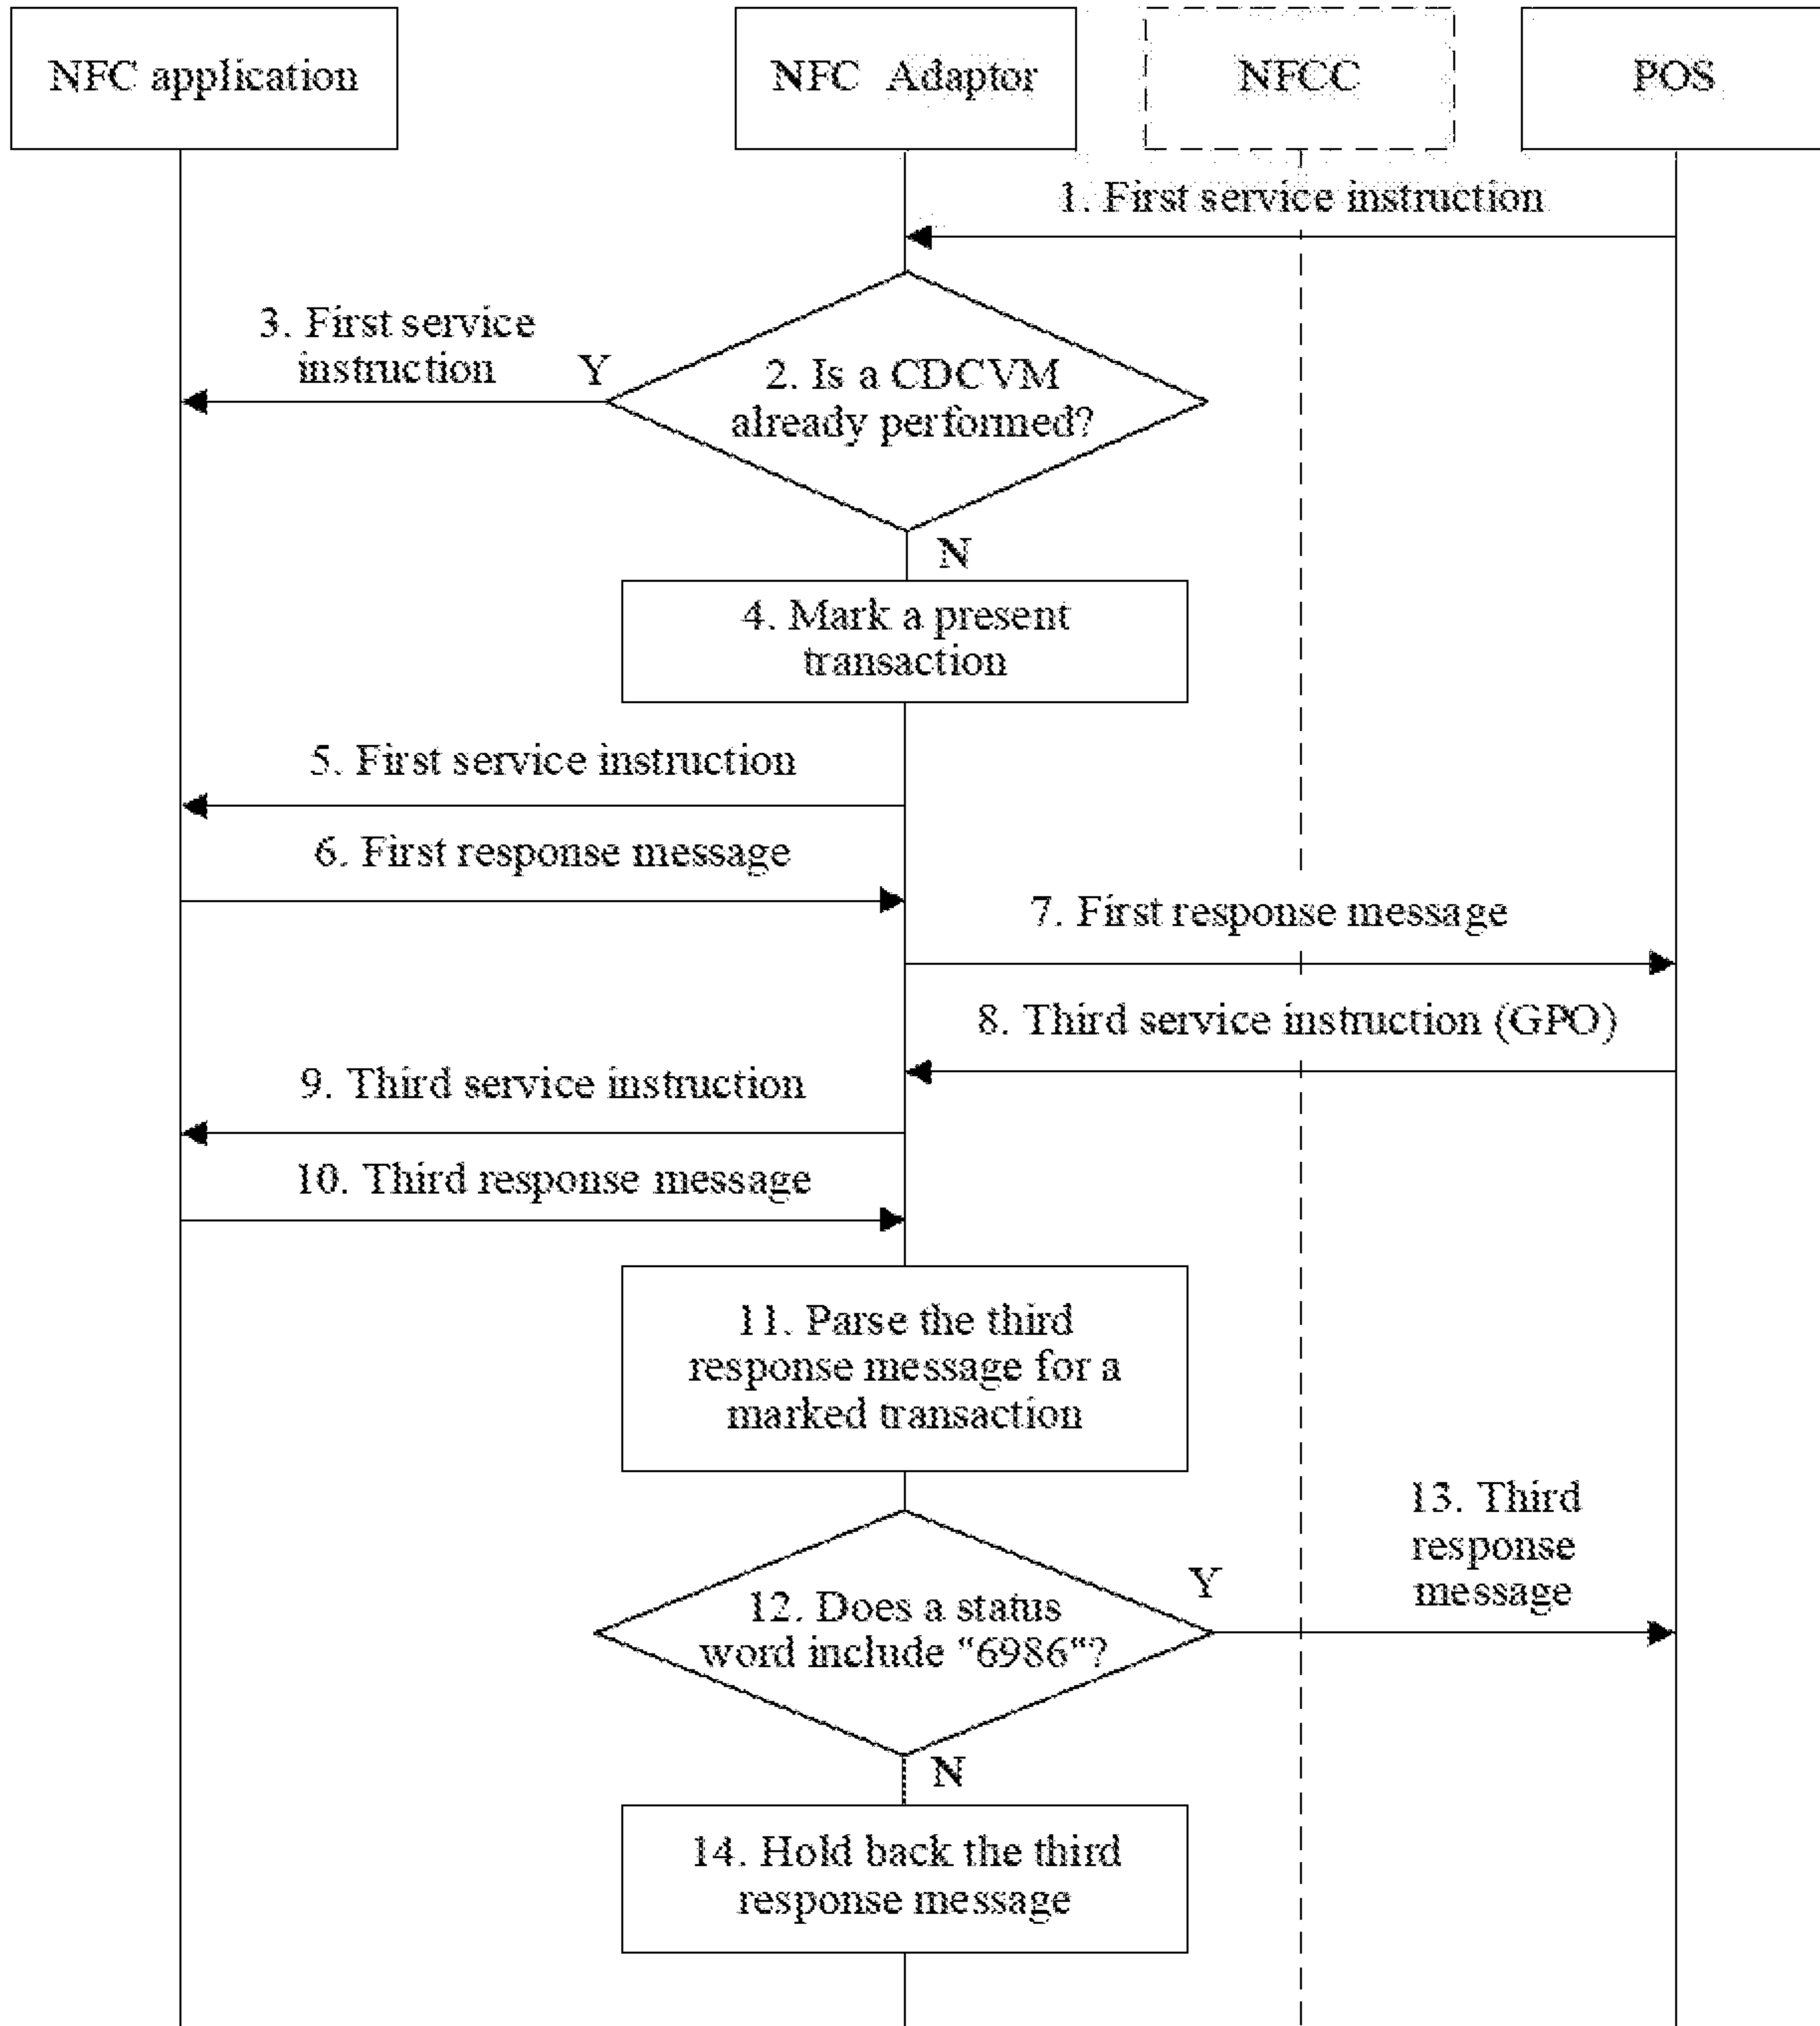 NFC application
NFC Adaptor
NFCC
POS
1. First service instruction
3. First service
instruction
Y
2. Is a CDCVM
already performed?
N
4. Mark a present
transaction
5. First service instruction
6. First response message
7. First response message
8. Third service instruction (GPO)
9. Third service instruction
10. Third response message
11. Parse the third
response message for a
marked transaction
13. Third
response
message
Y
12. Does a status
word include "6986"?
N
14. Hold back the third
response message